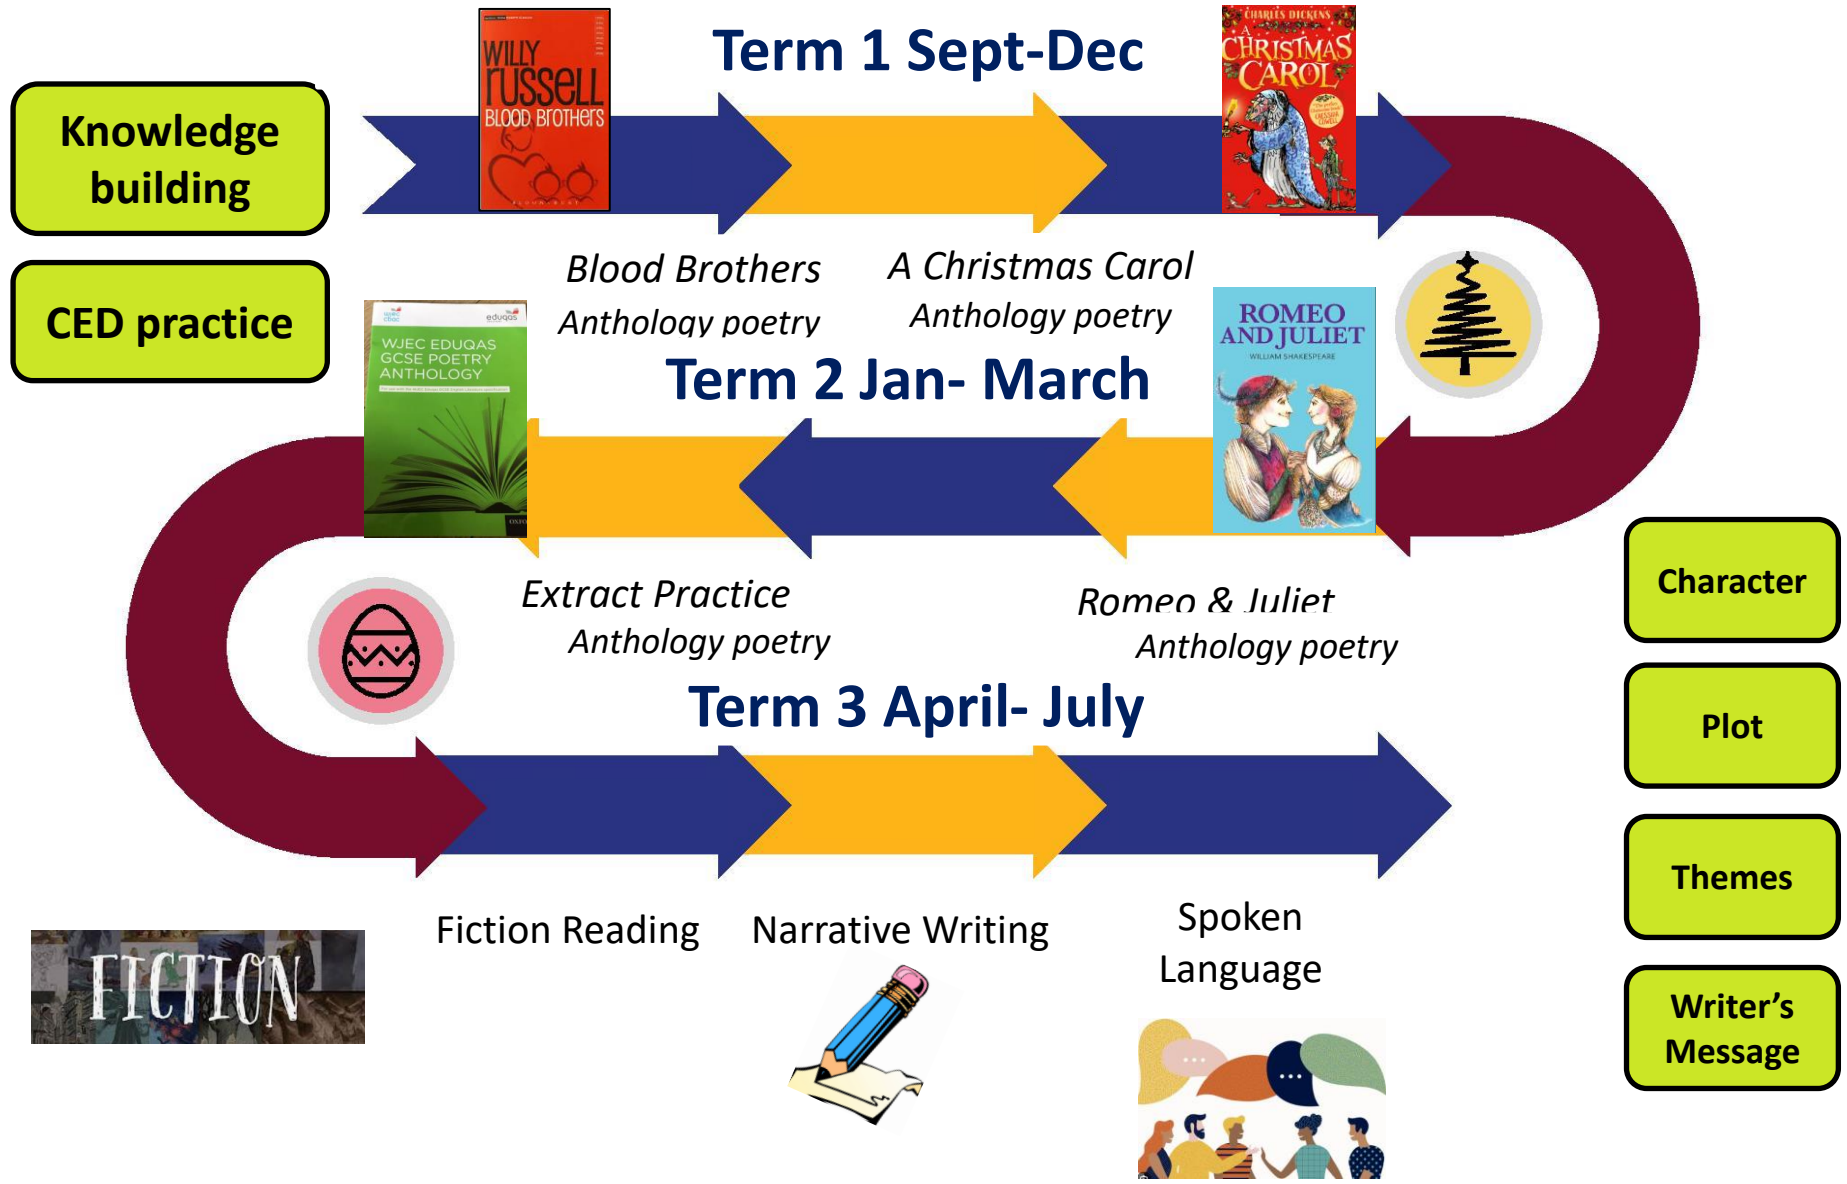 Term 1 Sept-Dec
WILLY
russell
BLOOD BROTHERS
BLOOMSBURY
CHARLES DICKENS
A
CHRISTMAS
CAROL
Knowledge
building
CED practice
Blood Brothers
Anthology poetry
A Christmas Carol
Anthology poetry
eduqas
WJEC EDUQAS
GCSE POETRY
ANTHOLOGY
Term 2 Jan- March
ROMEO
AND JULIET
WILLIAM SHAKESPEARE
Extract Practice
Anthology poetry
Romeo & Juliet
Anthology poetry
Term 3 April- July
Character
Plot
Themes
Writer's
Message
FICTION
Fiction Reading
Narrative Writing
Spoken
Language